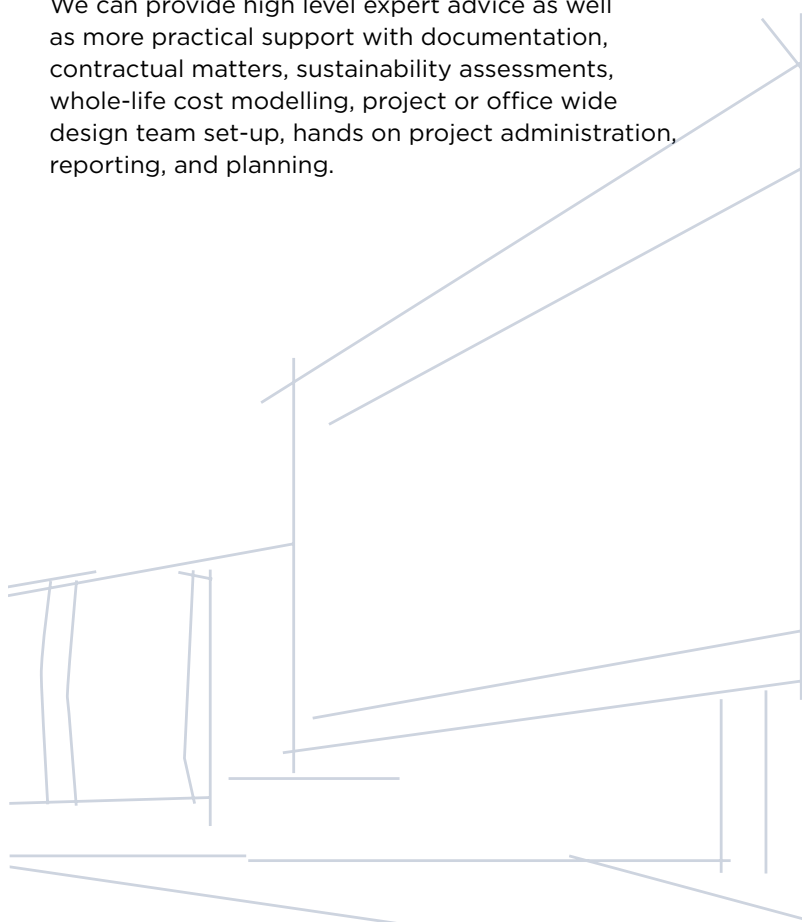 We can provide high level expert advice as well
as more practical support with documentation,
contractual matters, sustainability assessments,
whole-life cost modelling, project or office wide
design team set-up, hands on project administration,
reporting, and planning.